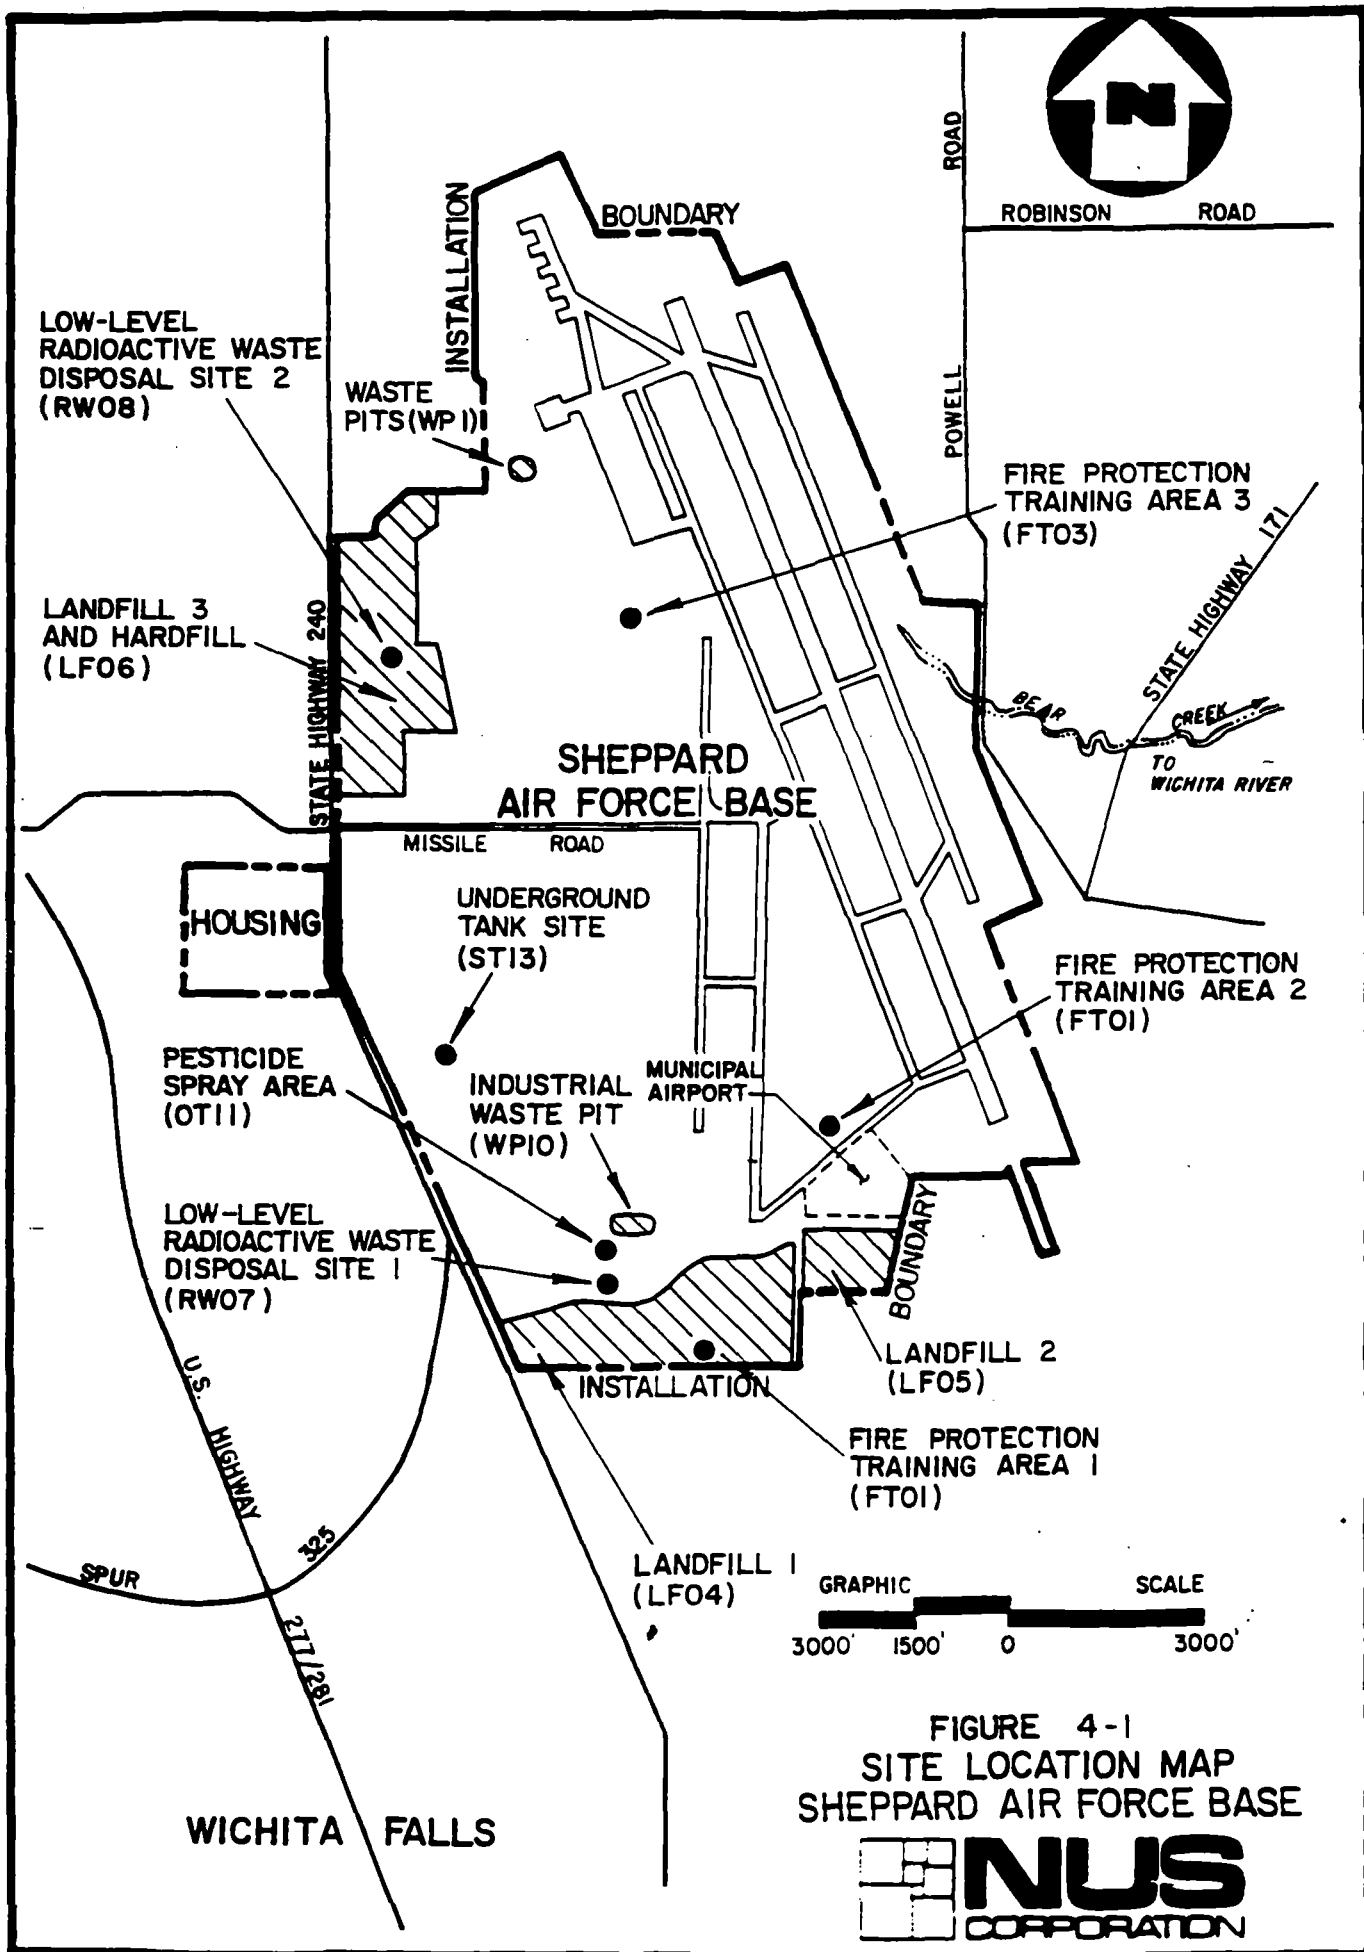 N
ROAD
ROBINSON ROAD
POWELL
INSTALLATION
BOUNDARY
LOW-LEVEL
RADIOACTIVE WASTE
DISPOSAL SITE 2
(RW08)
WASTE
PITS(WP1)
FIRE PROTECTION
TRAINING AREA 3
(FT03)
STATE HIGHWAY 171
LANDFILL 3
AND HARDFILL
(LF06)
STATE HIGHWAY 240
BEAR CREEK
TO
WICHITA RIVER
SHEPPARD
AIR FORCE BASE
MISSILE ROAD
HOUSING
UNDERGROUND
TANK SITE
(ST13)
FIRE PROTECTION
TRAINING AREA 2
(FT01)
PESTICIDE
SPRAY AREA
(OT11)
INDUSTRIAL
WASTE PIT
(WP10)
MUNICIPAL
AIRPORT
LOW-LEVEL
RADIOACTIVE WASTE
DISPOSAL SITE 1
(RW07)
BOUNDARY
LANDFILL 2
(LF05)
INSTALLATION
FIRE PROTECTION
TRAINING AREA 1
(FT01)
U.S. HIGHWAY 277/281
SPUR 325
LANDFILL 1
(LF04)
GRAPHIC SCALE
3000' 1500' 0 3000'
WICHITA FALLS
FIGURE 4-1
SITE LOCATION MAP
SHEPPARD AIR FORCE BASE
NUS
CORPORATION